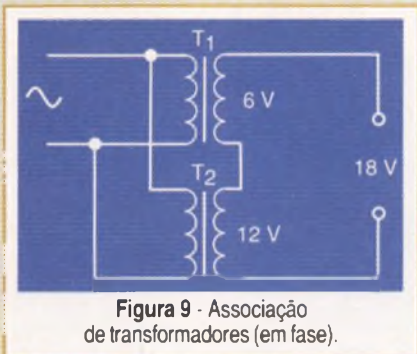 T1
6 V
18 V
T2
12 V
Figura 9 - Associação
de transformadores (em fase).